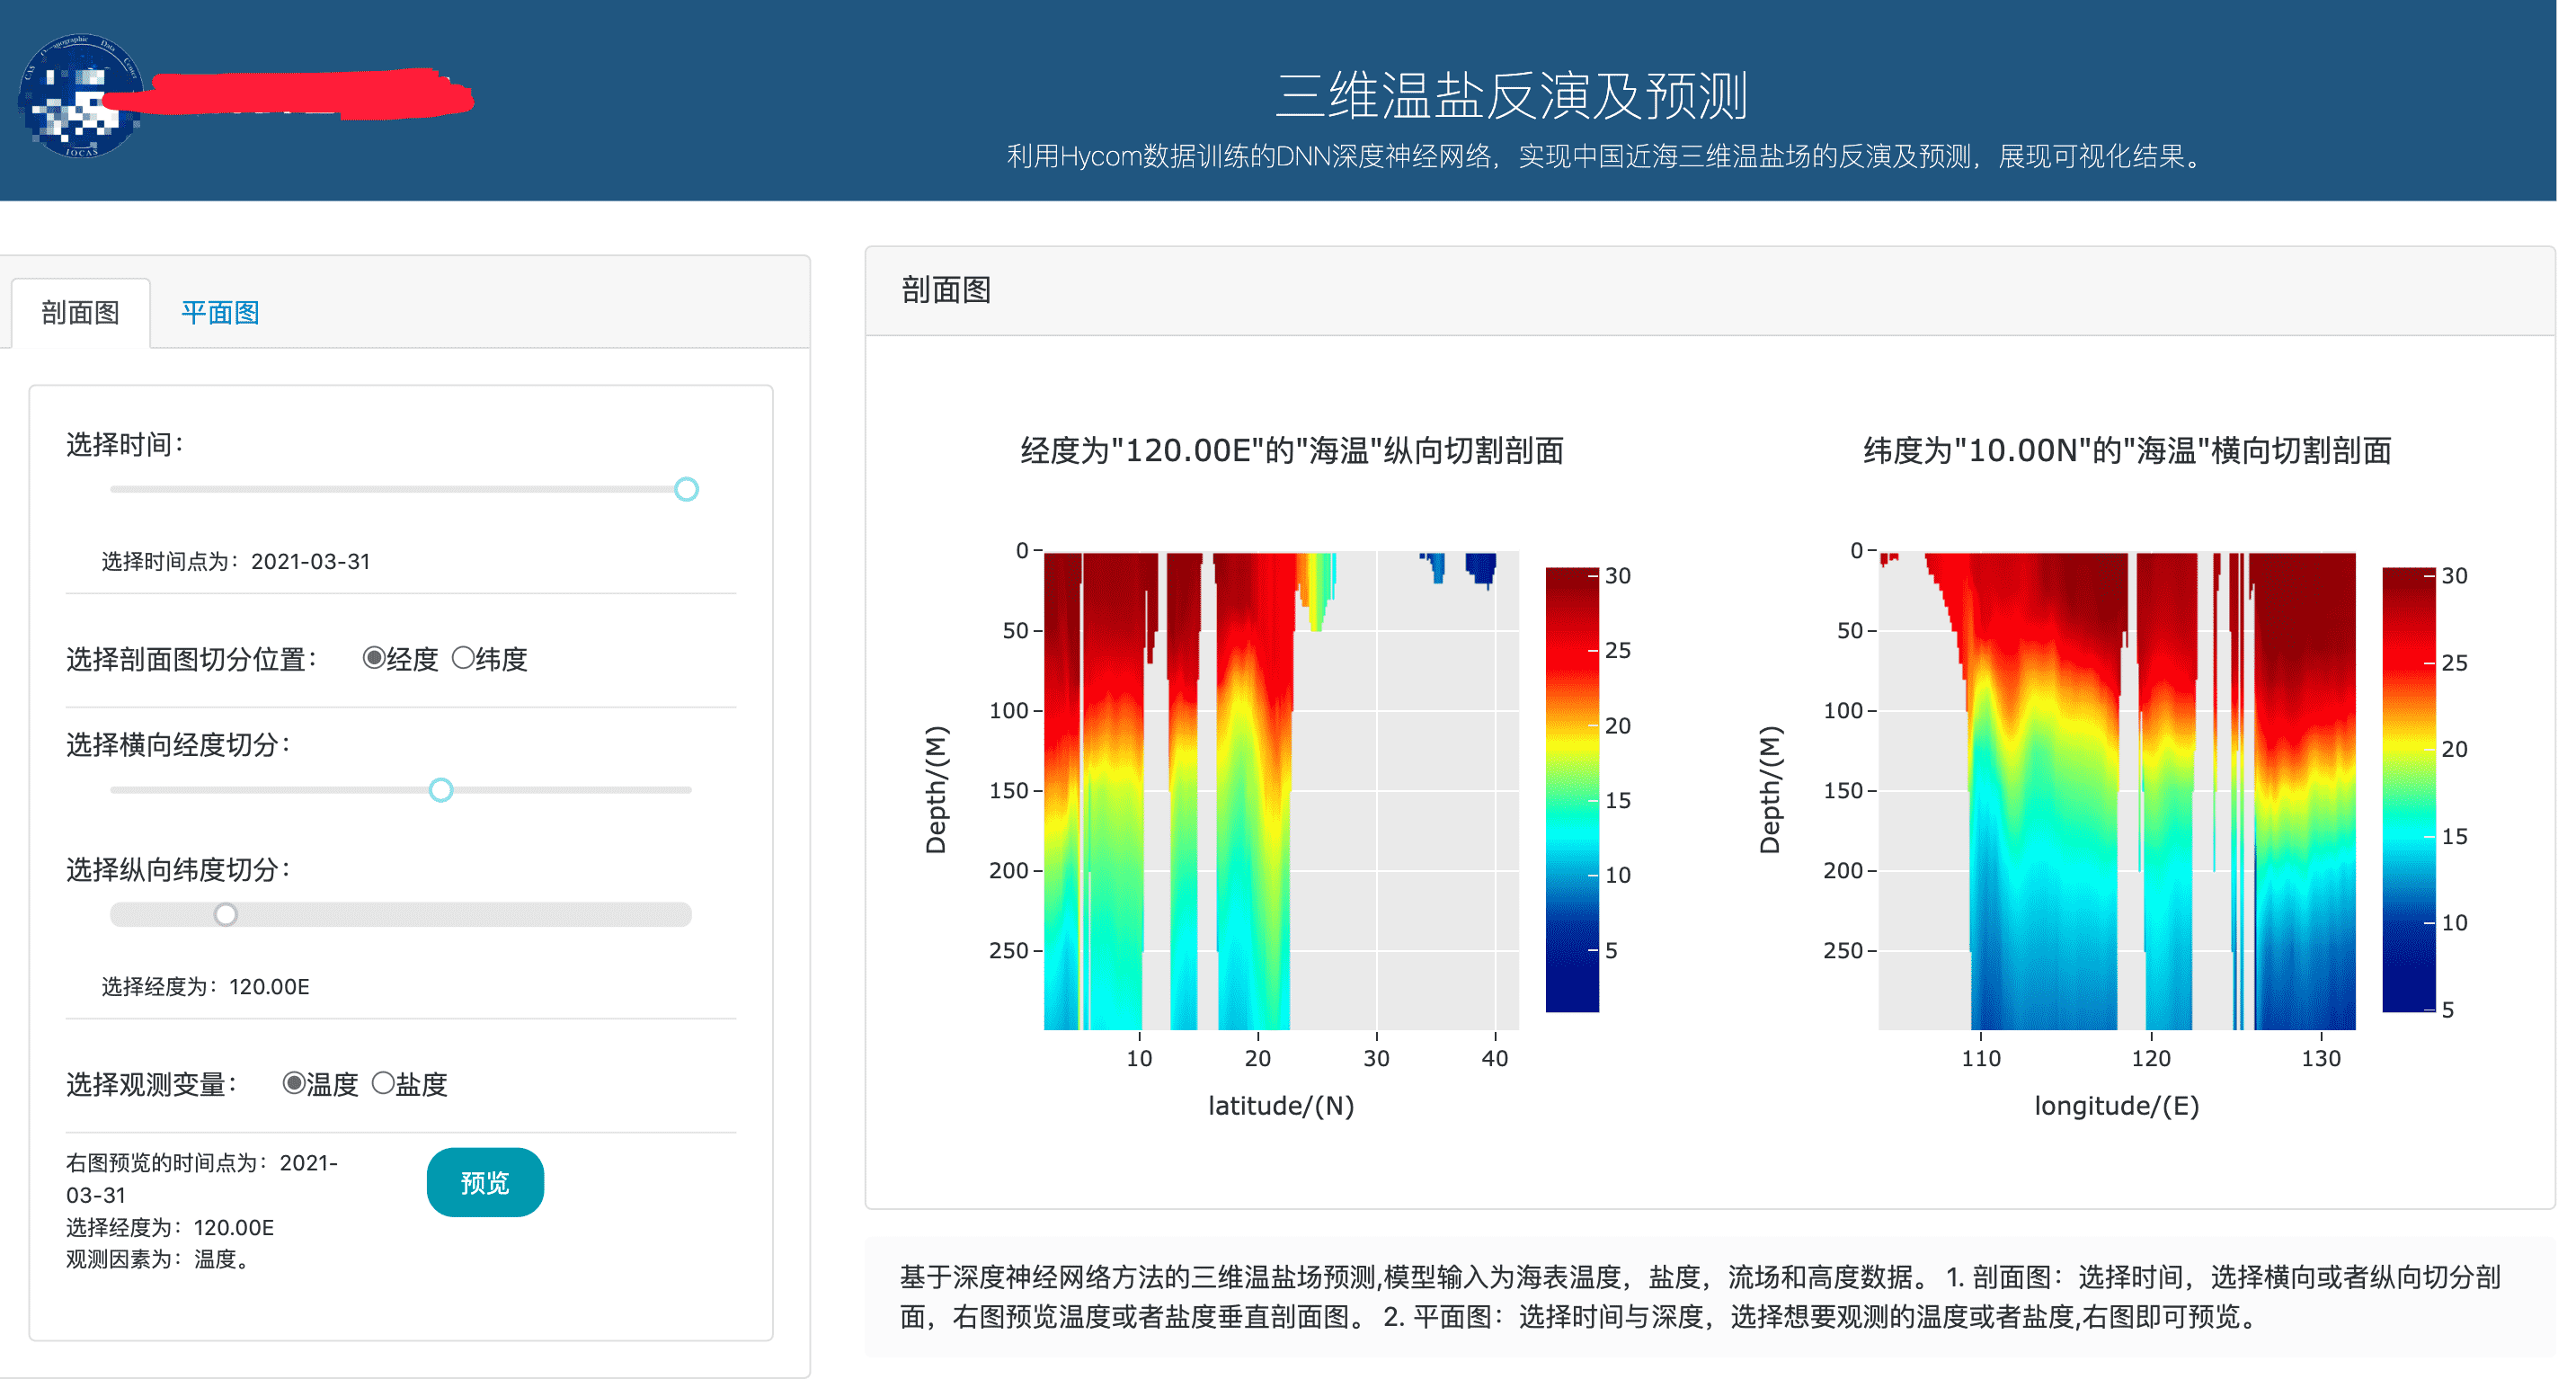 CAS Oceanographic Data Center
IOCAS
三维温盐反演及预测
利用Hycom数据训练的DNN深度神经网络，实现中国近海三维温盐场的反演及预测，展现可视化结果。
剖面图
平面图
选择时间：
选择时间点为：2021-03-31
选择剖面图切分位置： 经度 纬度
选择横向经度切分：
选择纵向纬度切分：
选择经度为：120.00E
选择观测变量： 温度 盐度
右图预览的时间点为：2021-
03-31
选择经度为：120.00E
观测因素为：温度。
预览
剖面图
经度为"120.00E"的"海温"纵向切割剖面
0
50
100
150
200
250
Depth/(M)
10 20 30 40
latitude/(N)
30
25
20
15
10
5
纬度为"10.00N"的"海温"横向切割剖面
0
50
100
150
200
250
Depth/(M)
110 120 130
longitude/(E)
30
25
20
15
10
5
基于深度神经网络方法的三维温盐场预测,模型输入为海表温度，盐度，流场和高度数据。 1. 剖面图：选择时间，选择横向或者纵向切分剖
面，右图预览温度或者盐度垂直剖面图。 2. 平面图：选择时间与深度，选择想要观测的温度或者盐度,右图即可预览。